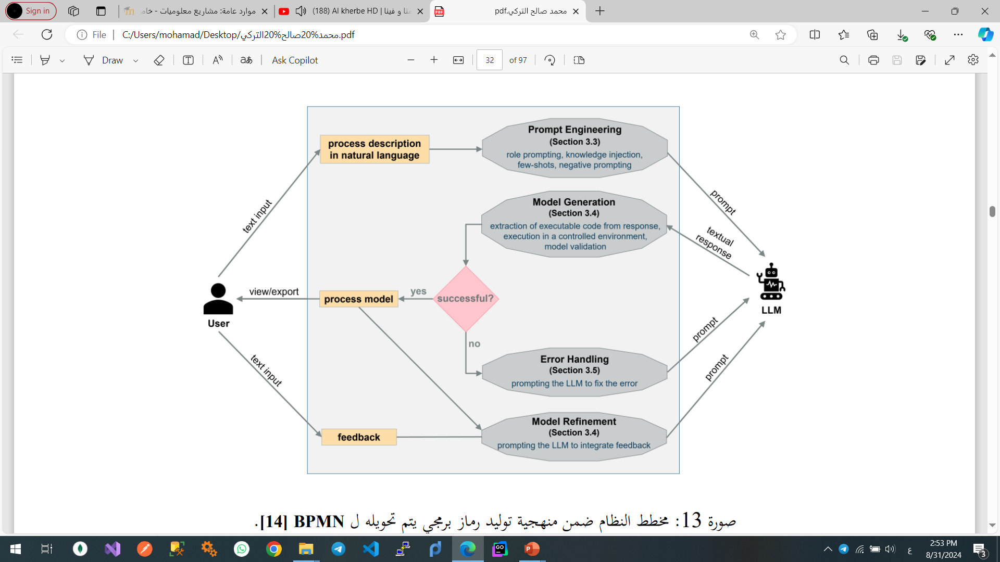 Sign in
موارد عامة: مشاريع معلوميات - خامـ
(188) Al kherbe HD | منا و فينا
محمد صالح التركي.pdf
File
C:/Users/mohamad/Desktop/محمد%20صالح%20التركي.pdf
Draw
aあ
Ask Copilot
32
of 97
Prompt Engineering
(Section 3.3)
role prompting, knowledge injection,
few-shots, negative prompting
process description
in natural language
prompt
text input
Model Generation
(Section 3.4)
extraction of executable code from response,
execution in a controlled environment,
model validation
textual
response
view/export
process model
yes
successful?
User
LLM
no
prompt
Error Handling
(Section 3.5)
prompting the LLM to fix the error
text input
prompt
feedback
Model Refinement
(Section 3.4)
prompting the LLM to integrate feedback
صورة 13: مخطط النظام ضمن منهجية توليد رماز برمجي يتم تحويله ل BPMN [14].
GO
P
ع
2:53 PM
8/31/2024
3